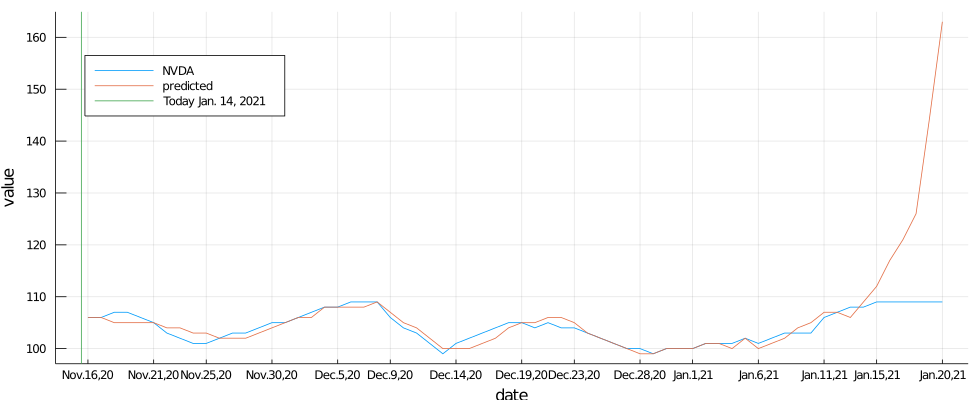 160
150
140
130
120
110
100
value
NVDA
predicted
Today Jan. 14, 2021
Nov.16,20 Nov.21,20 Nov.25,20 Nov.30,20 Dec.5,20 Dec.9,20 Dec.14,20 Dec.19,20 Dec.23,20 Dec.28,20 Jan.1,21 Jan.6,21 Jan.11,21 Jan.15,21 Jan.20,21
date